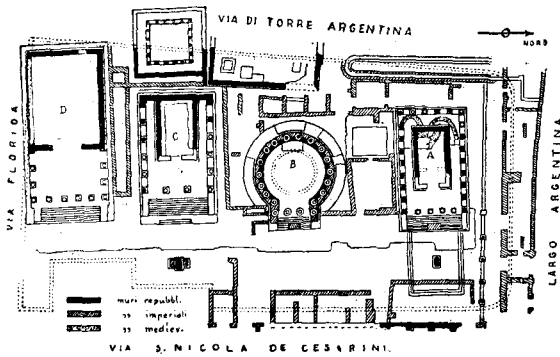 VIA DI TORRE ARGENTINA
NORD
VIA FLORIDA
D
C
B
A
LARGO ARGENTINA
muri repubbl.
" imperiali
" mediev.
VIA S. NICOLA DE CESARINI.